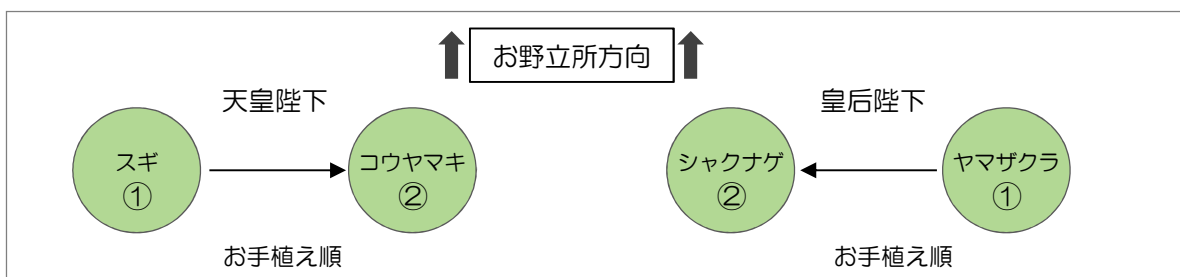 お野立所方向
天皇陛下
皇后陛下
スギ
①
コウヤマキ
②
シャクナゲ
②
ヤマザクラ
①
お手植え順
お手植え順